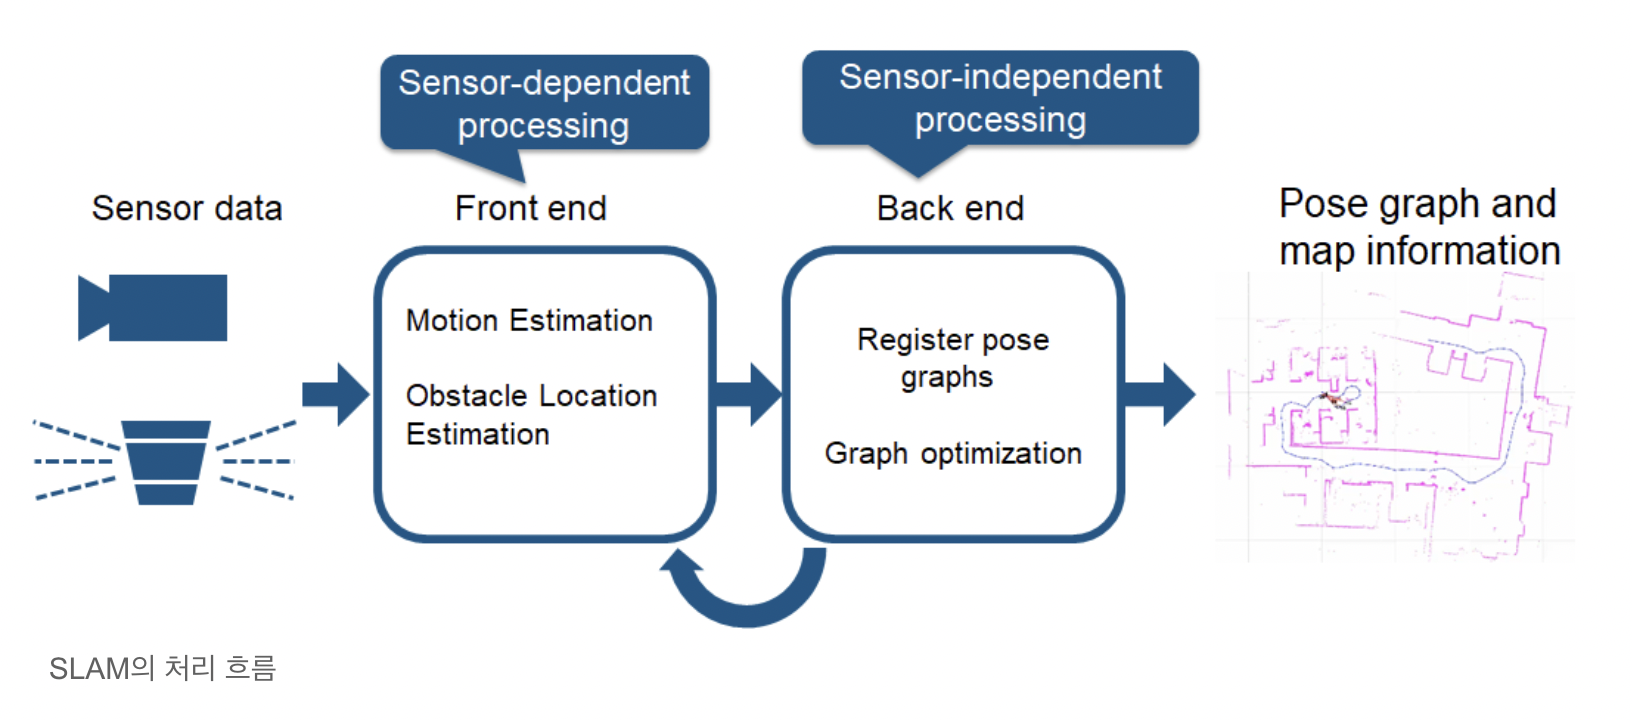 Sensor-dependent
processing
Sensor-independent
processing
Sensor data
Front end
Back end
Pose graph and
map information
Motion Estimation
Obstacle Location
Estimation
Register pose
graphs
Graph optimization
SLAM의 처리 흐름